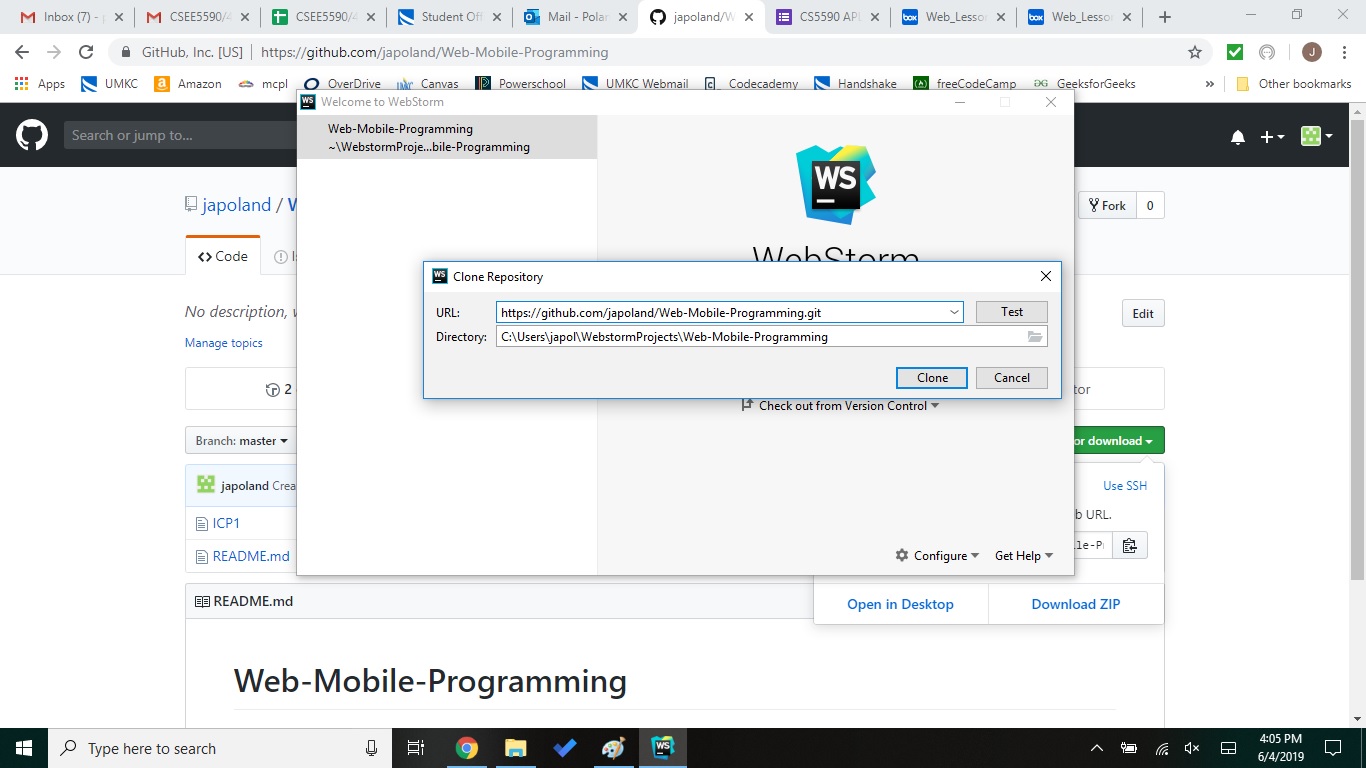 Inbox (7) - p
CSEE5590/4
CSEE5590/4
Student Off
Mail - Polan
japoland/W
CS5590 APL
Web_Lesson
Web_Lesson
GitHub, Inc. [US] | https://github.com/japoland/Web-Mobile-Programming
J
Apps
UMKC
Amazon
mcpl
OverDrive
Canvas
Powerschool
UMKC Webmail
Codecademy
Handshake
freeCodeCamp
GeeksforGeeks
»
Other bookmarks
WS Welcome to WebStorm
Search or jump to...
Web-Mobile-Programming
~\WebstormProje...bile-Programming
WS
japoland / W
Fork 0
Code
WebStorm
WS Clone Repository
No description, w
URL: https://github.com/japoland/Web-Mobile-Programming.git Test
Edit
Directory: C:\Users\japol\WebstormProjects\Web-Mobile-Programming
Manage topics
Clone Cancel
2
tor
Check out from Version Control
Branch: master
or download
japoland Crea
Use SSH
b URL.
ICP1
le-P
README.md
Configure Get Help
README.md
Open in Desktop Download ZIP
Web-Mobile-Programming
Type here to search
WS
4:05 PM
6/4/2019